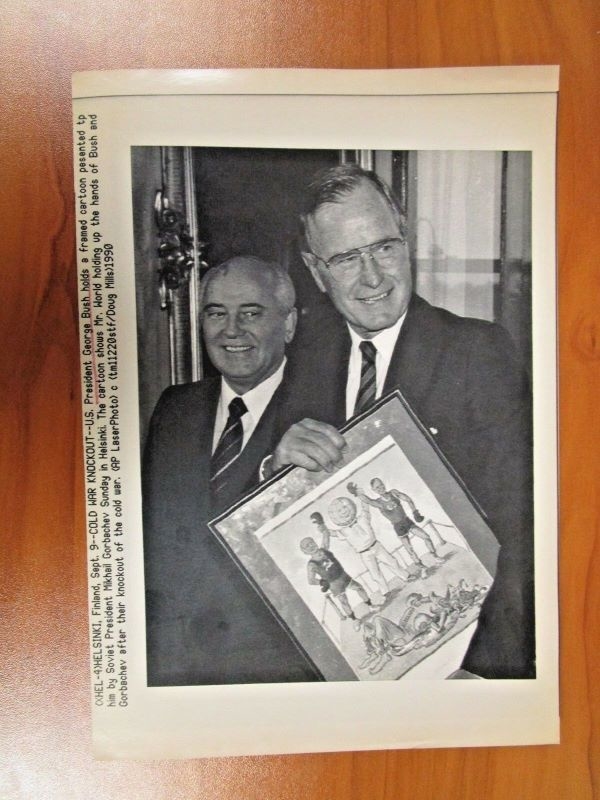 (XHEL-4)HELSINKI, Finland, Sept. 9--COLD WAR KNOCKOUT--U.S. President George Bush holds a framed cartoon pesented tp
him by Soviet President Mikhail Gorbachev Sunday in Helsinki. The cartoon shows Mr. World holding up the hands of Bush and
Gorbachev after their knockout of the cold war. (AP LaserPhoto) c (tml1220stf/Doug Mills)1990